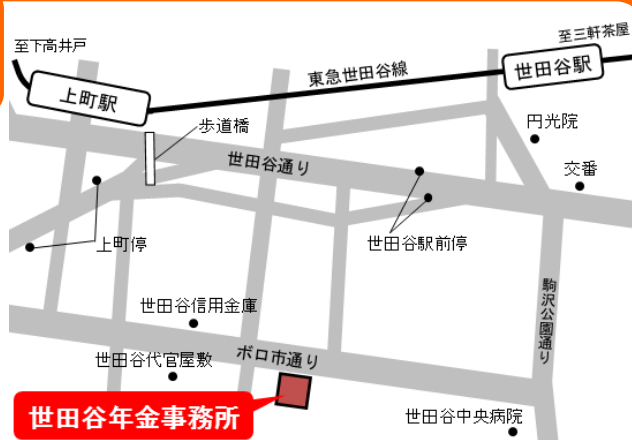 至三軒茶屋
至下高井戸
世田谷駅
東急世田谷線
上町駅
歩道橋
円光院
世田谷通り
交番
上町停
世田谷駅前停
駒沢公園通り
世田谷信用金庫
ボロ市通り
世田谷代官屋敷
世田谷年金事務所
世田谷中央病院